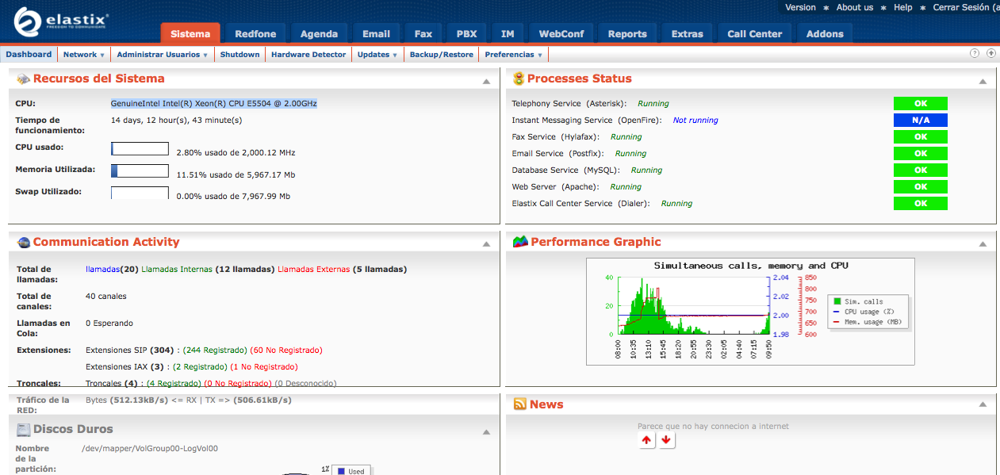 Version * About us * Help * Cerrar Sesión (a
elastix
FREEDOM TO COMMUNICATE
Sistema Redfone Agenda Email Fax PBX IM WebConf Reports Extras Call Center Addons
Dashboard Network Administrar Usuarios Shutdown Hardware Detector Updates Backup/Restore Preferencias
Recursos del Sistema
CPU: GenuineIntel Intel(R) Xeon(R) CPU E5504 @ 2.00GHz
Tiempo de
funcionamiento: 14 days, 12 hour(s), 43 minute(s)
CPU usado: 2.80% usado de 2,000.12 MHz
Memoria Utilizada: 11.51% usado de 5,967.17 Mb
Swap Utilizado: 0.00% usado de 7,967.99 Mb
Processes Status
Telephony Service (Asterisk): Running OK
Instant Messaging Service (OpenFire): Not running N/A
Fax Service (Hylafax): Running OK
Email Service (Postfix): Running OK
Database Service (MySQL): Running OK
Web Server (Apache): Running OK
Elastix Call Center Service (Dialer): Running OK
Communication Activity
Total de
llamadas: llamadas(20) Llamadas Internas (12 llamadas) Llamadas Externas (5 llamadas)
Total de
canales: 40 canales
Llamadas en
Cola: 0 Esperando
Extensiones: Extensiones SIP (304) : (244 Registrado) (60 No Registrado)
Extensiones IAX (3) : (2 Registrado) (1 No Registrado)
Troncales: Troncales (4) : (4 Registrado) (0 No Registrado) (0 Desconocido)
Tráfico de la
RED: Bytes (512.13kB/s) <= RX | TX => (506.61kB/s)
Performance Graphic
Simultaneous calls, memory and CPU
40 20 0
2.04 2.02 2.00 1.98
850 800 750 700 650 600
08:00 10:35 13:10 15:45 18:20 20:55 23:30 02:05 04:40 07:15 09:50
Sim. calls
CPU usage (%)
Mem. usage (MB)
Discos Duros
Nombre
de la
partición: /dev/mapper/VolGroup00-LogVol00
1% Used
News
Parece que no hay connecion a internet